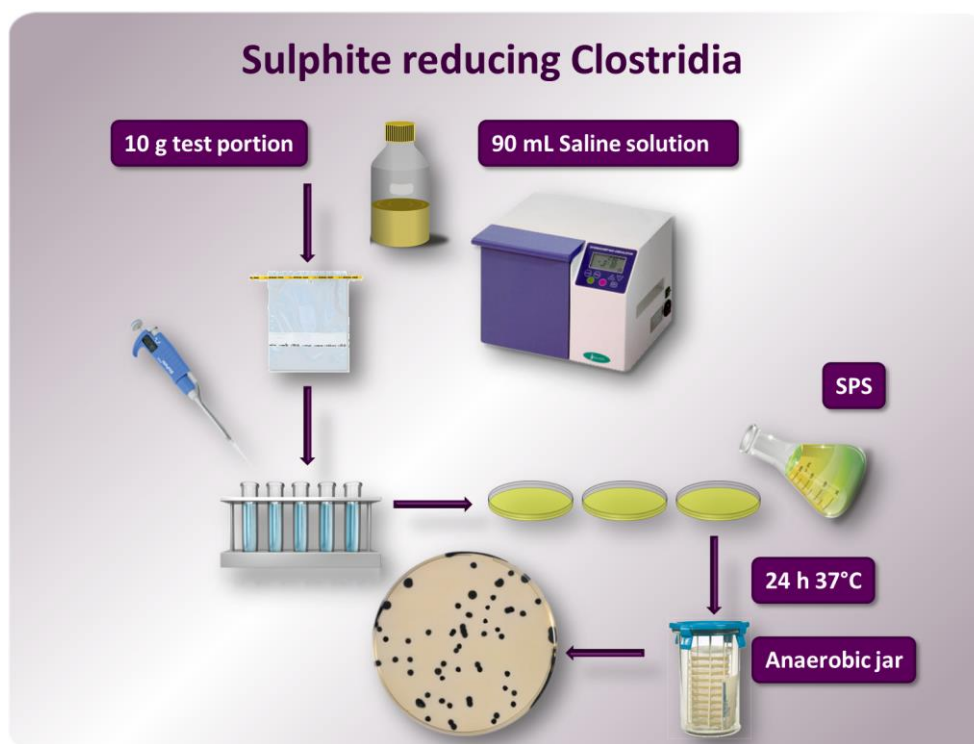 Sulphite reducing Clostridia
10 g test portion
90 mL Saline solution
SPS
24 h 37°C
Anaerobic jar